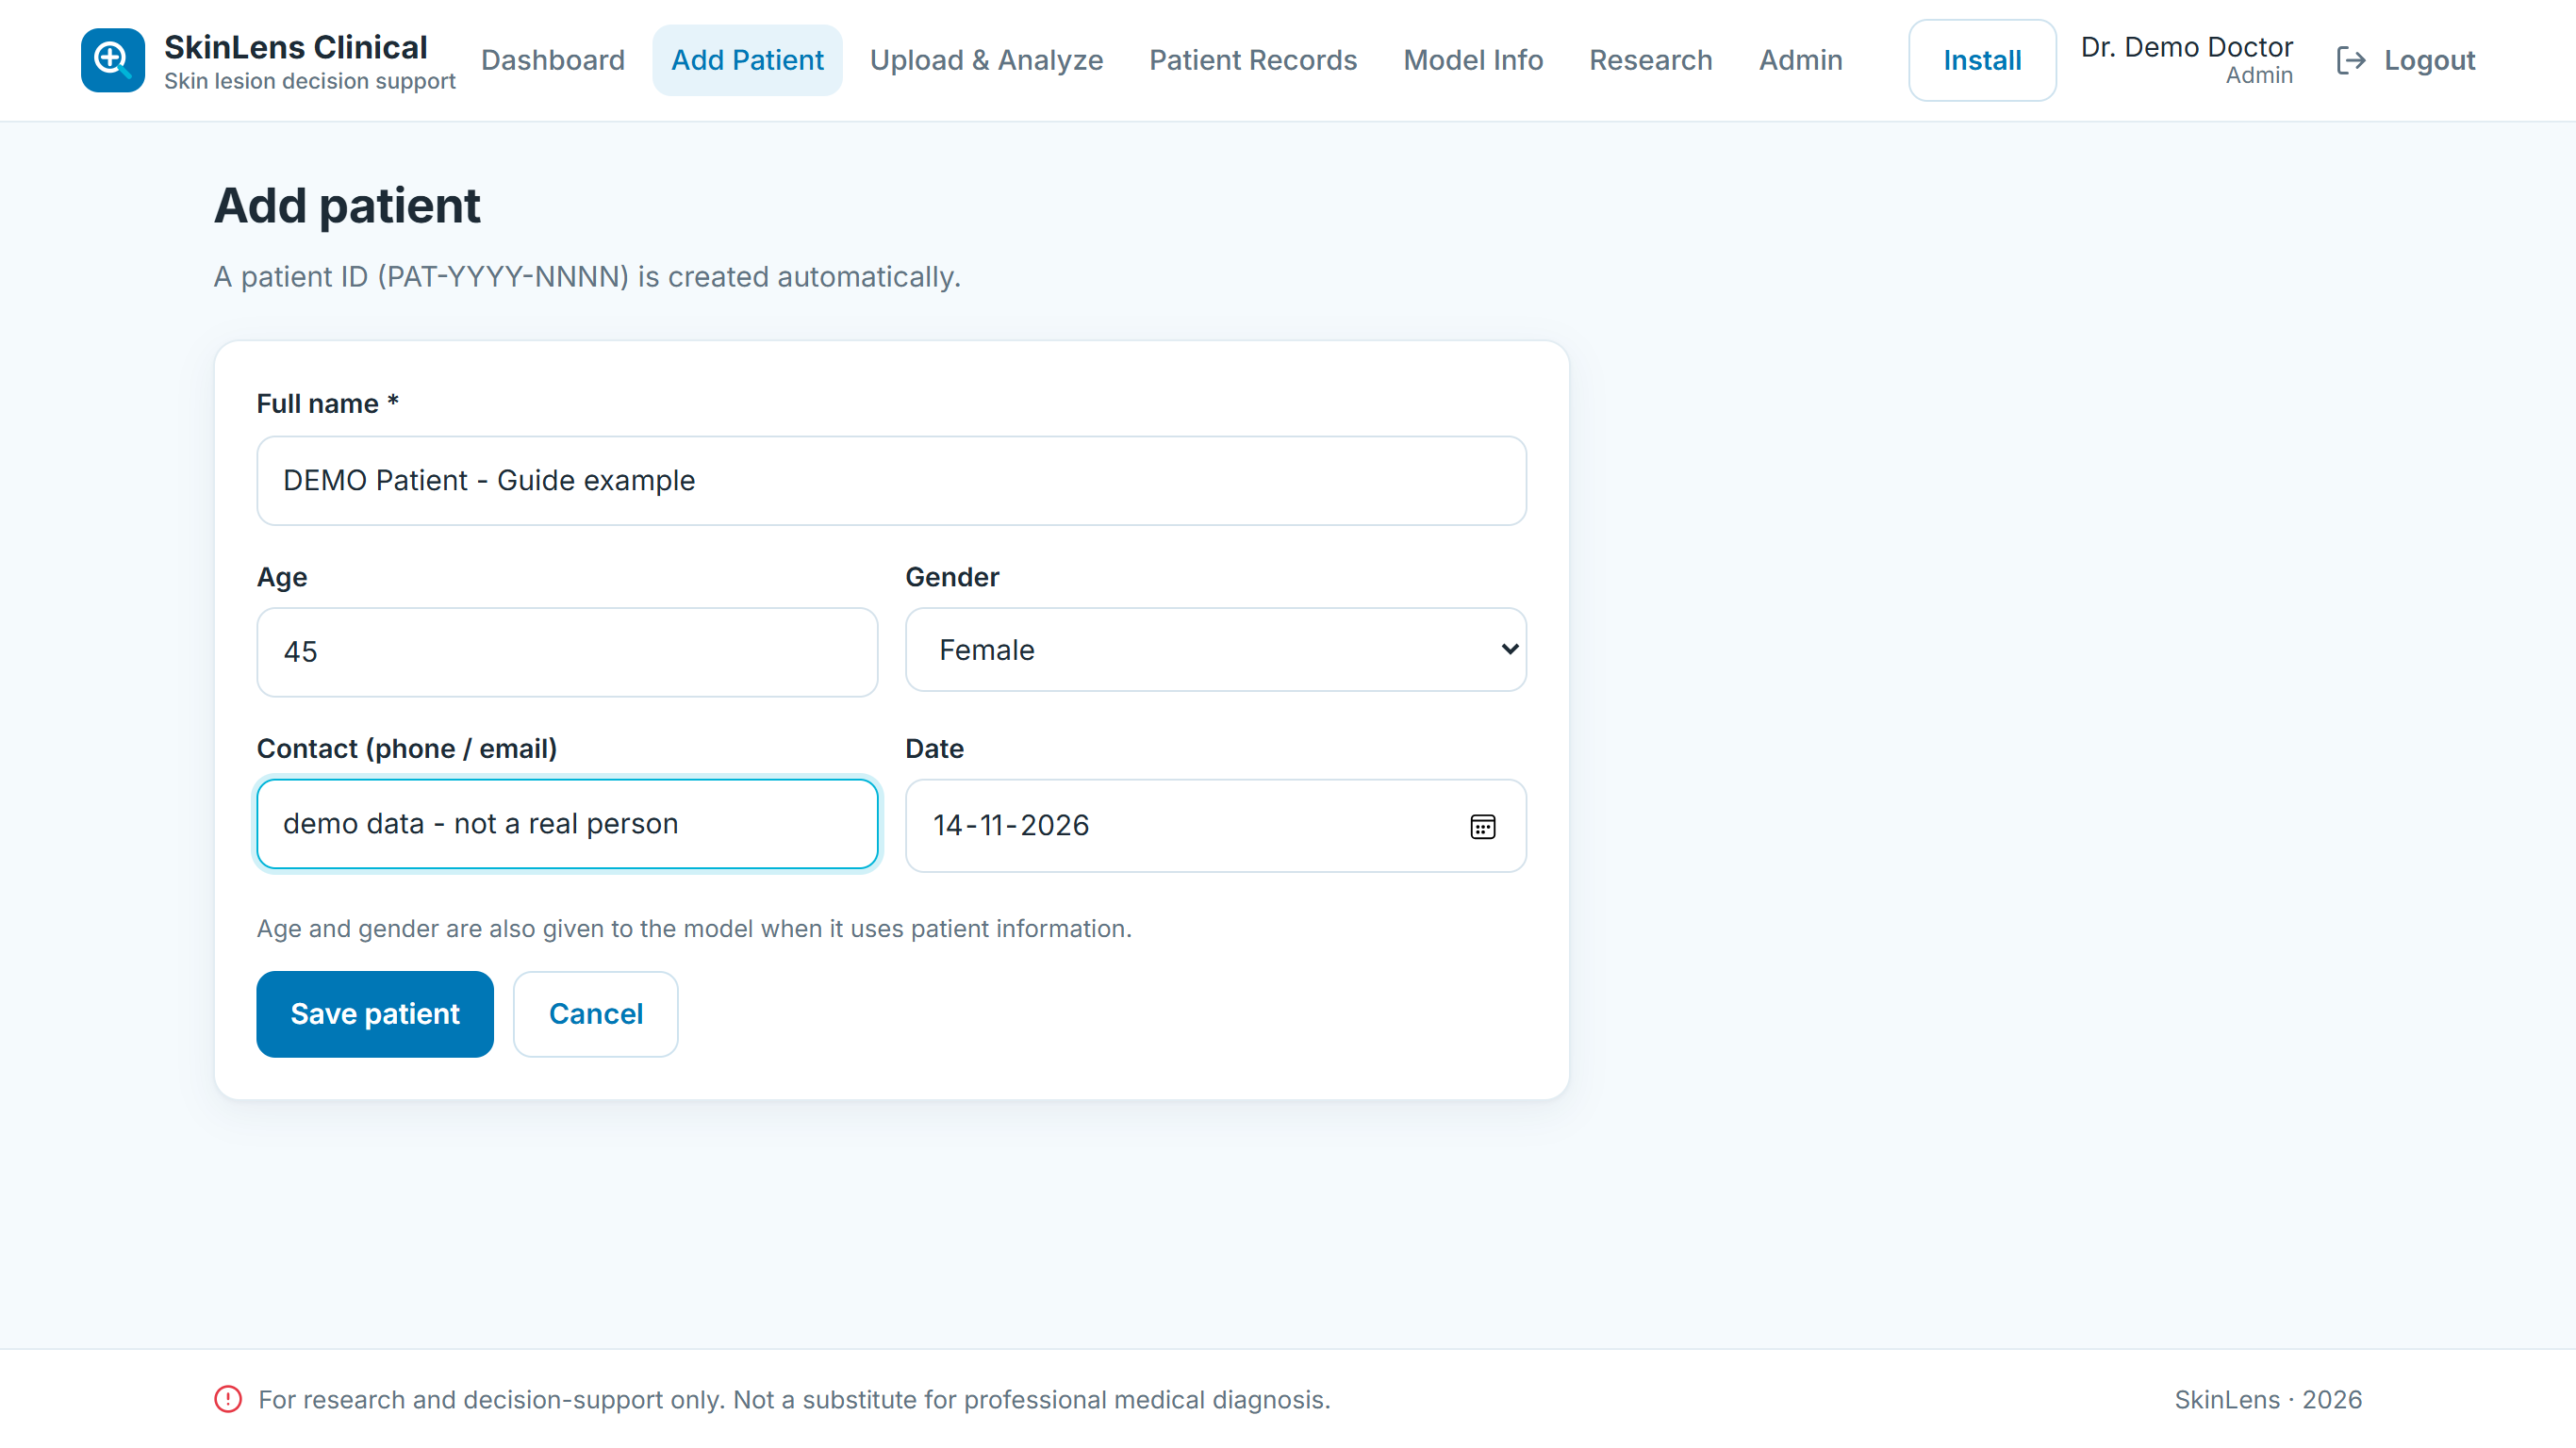 SkinLens Clinical
Skin lesion decision support
Dashboard
Add Patient
Upload & Analyze
Patient Records
Model Info
Research
Admin
Install
Dr. Demo Doctor
Admin
Logout
Add patient
A patient ID (PAT-YYYY-NNNN) is created automatically.
Full name *
DEMO Patient - Guide example
Age
Gender
45
Female
Contact (phone / email)
Date
demo data - not a real person
14-11-2026
Age and gender are also given to the model when it uses patient information.
Save patient
Cancel
For research and decision-support only. Not a substitute for professional medical diagnosis.
SkinLens · 2026